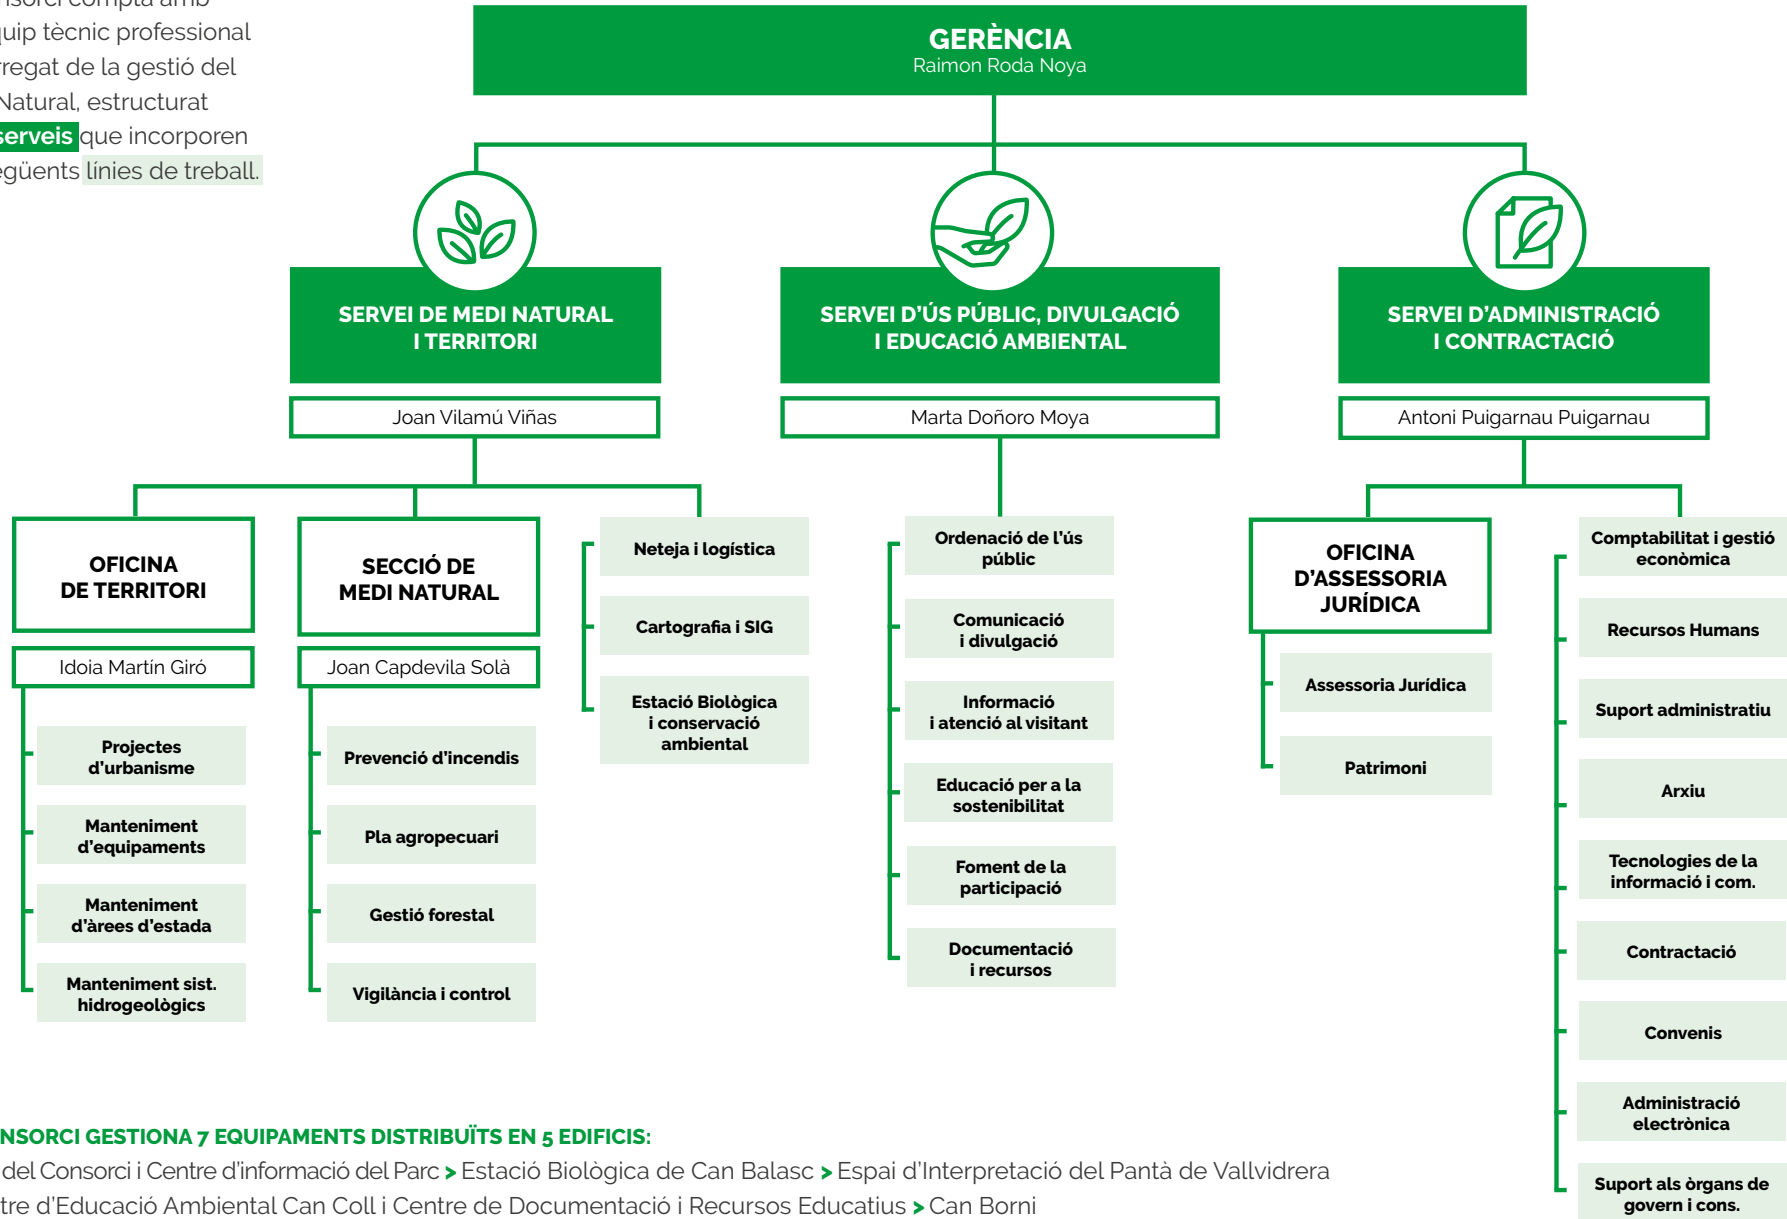 nsorci compta amb
uip tècnic professional
regat de la gestió del
Natural, estructurat
serveis que incorporen
egüents línies de treball.
GERÈNCIA
Raimon Roda Noya
SERVEI DE MEDI NATURAL
I TERRITORI
Joan Vilamú Viñas
SERVEI D'ÚS PÚBLIC, DIVULGACIÓ
I EDUCACIÓ AMBIENTAL
Marta Doñoro Moya
SERVEI D'ADMINISTRACIÓ
I CONTRACTACIÓ
Antoni Puigarnau Puigarnau
OFICINA
DE TERRITORI
Idoia Martín Giró
Projectes
d'urbanisme
Manteniment
d'equipaments
Manteniment
d'àrees d'estada
Manteniment sist.
hidrogeològics
SECCIÓ DE
MEDI NATURAL
Joan Capdevila Solà
Prevenció d'incendis
Pla agropecuari
Gestió forestal
Vigilància i control
Neteja i logística
Cartografia i SIG
Estació Biològica
i conservació
ambiental
Ordenació de l'ús
públic
Comunicació
i divulgació
Informació
i atenció al visitant
Educació per a la
sostenibilitat
Foment de la
participació
Documentació
i recursos
OFICINA
D'ASSESSORIA
JURÍDICA
Assessoria Jurídica
Patrimoni
Comptabilitat i gestió
econòmica
Recursos Humans
Suport administratiu
Arxiu
Tecnologies de la
informació i com.
Contractació
Convenis
Administració
electrònica
Suport als òrgans de
govern i cons.
NSORCI GESTIONA 7 EQUIPAMENTS DISTRIBUÏTS EN 5 EDIFICIS:
del Consorci i Centre d'informació del Parc > Estació Biològica de Can Balasc > Espai d'Interpretació del Pantà de Vallvidrera
tre d'Educació Ambiental Can Coll i Centre de Documentació i Recursos Educatius > Can Borni